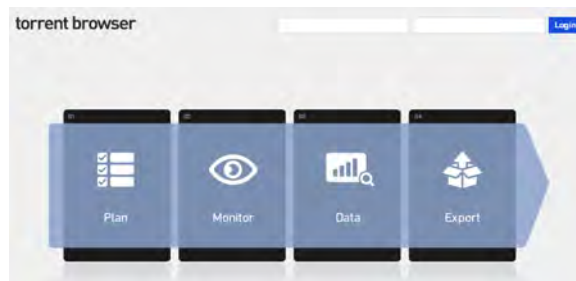 torrent browser
Login
01
02
03
04
Plan
Monitor
Data
Export